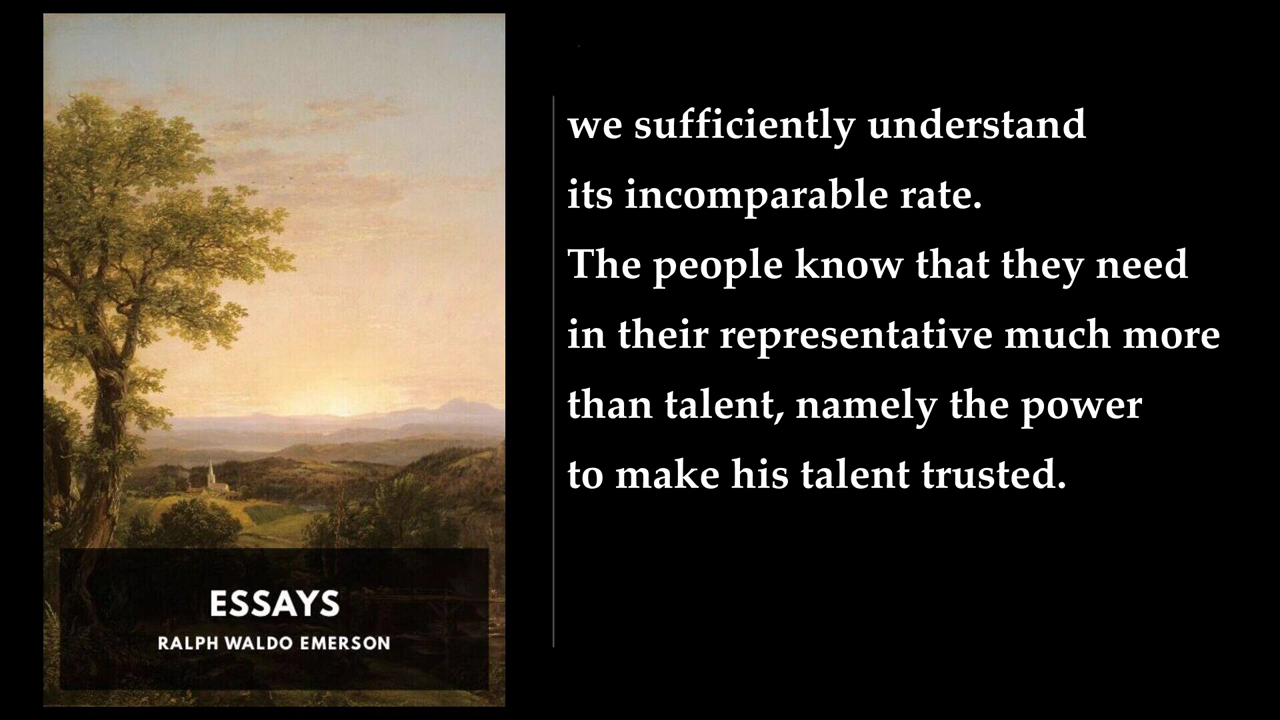 ESSAYS
RALPH WALDO EMERSON
we sufficiently understand
its incomparable rate.
The people know that they need
in their representative much more
than talent, namely the power
to make his talent trusted.